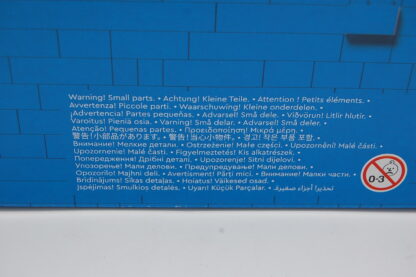 Warning! Small parts. • Achtung! Kleine Teile. • Attention ! Petits éléments. •
Avvertenza! Piccole parti. • Waarschuwing! Kleine onderdelen. •
¡Advertencia! Partes pequeñas. • Advarsel! Små dele. • Viðvörun! Litlir hlutir.
Varoitus! Pieniä osia. • Varning! Små delar. • Advarsel! Små deler. •
Atenção! Pequenas partes. • Προειδοποίηση! Μικρά μέρη. •
警告！小部品があります。 • 警告！当心小物件。 • 경고! 작은 부품 포함. •
Внимание! Мелкие детали. • Ostrzeżenie! Małe części. • Upozornění! Malé části. •
Upozornenie! Malé časti. • Figyelmeztetés! Kis alkatrészek. •
Попередження! Дрібні деталі. • Upozorenje! Sitni dijelovi. •
Упозорење! Мали делови. • Предупредување! Мали делови. •
Opozorilo! Majhni deli. • Avertisment! Părți mici. • Внимание! Малки части. •
Brīdinājums! Sīkas detaļas. • Hoiatus! Väikesed osad. •
Įspėjimas! Smulkios detalės. • Uyarı! Küçük Parçalar. • تحذير! أجزاء صغيرة.
0-3